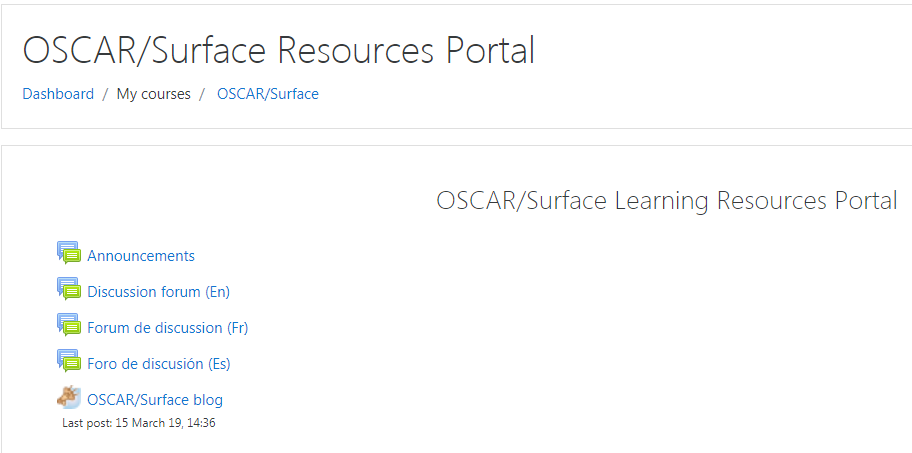 OSCAR/Surface Resources Portal
Dashboard / My courses / OSCAR/Surface
OSCAR/Surface Learning Resources Portal
Announcements
Discussion forum (En)
Forum de discussion (Fr)
Foro de discusión (Es)
OSCAR/Surface blog
Last post: 15 March 19, 14:36